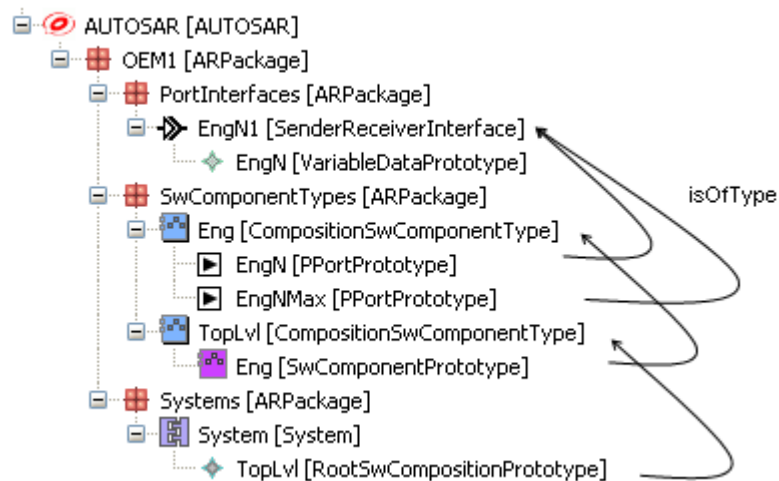 AUTOSAR [AUTOSAR]
OEM1 [ARPackage]
PortInterfaces [ARPackage]
EngN1 [SenderReceiverInterface]
EngN [VariableDataPrototype]
SwComponentTypes [ARPackage]
isOfType
Eng [CompositionSwComponentType]
EngN [PPortPrototype]
EngNMax [PPortPrototype]
TopLvl [CompositionSwComponentType]
Eng [SwComponentPrototype]
Systems [ARPackage]
System [System]
TopLvl [RootSwCompositionPrototype]